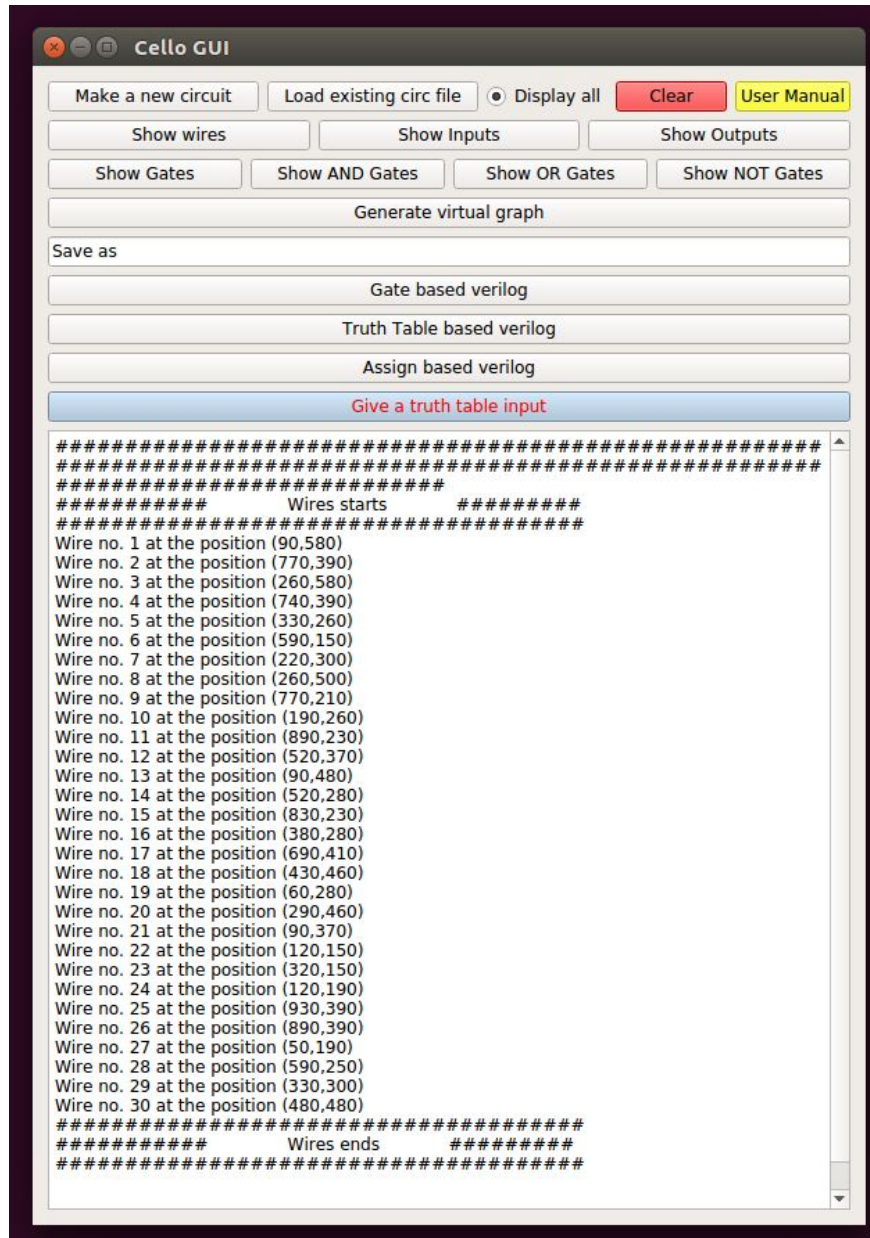 Cello GUI
Make a new circuit Load existing circ file Display all Clear User Manual
Show wires Show Inputs Show Outputs
Show Gates Show AND Gates Show OR Gates Show NOT Gates
Generate virtual graph
Save as
Gate based verilog
Truth Table based verilog
Assign based verilog
Give a truth table input
#######################################################
#######################################################
############################
########### Wires starts #########
######################################
Wire no. 1 at the position (90,580)
Wire no. 2 at the position (770,390)
Wire no. 3 at the position (260,580)
Wire no. 4 at the position (740,390)
Wire no. 5 at the position (330,260)
Wire no. 6 at the position (590,150)
Wire no. 7 at the position (220,300)
Wire no. 8 at the position (260,500)
Wire no. 9 at the position (770,210)
Wire no. 10 at the position (190,260)
Wire no. 11 at the position (890,230)
Wire no. 12 at the position (520,370)
Wire no. 13 at the position (90,480)
Wire no. 14 at the position (520,280)
Wire no. 15 at the position (830,230)
Wire no. 16 at the position (380,280)
Wire no. 17 at the position (690,410)
Wire no. 18 at the position (430,460)
Wire no. 19 at the position (60,280)
Wire no. 20 at the position (290,460)
Wire no. 21 at the position (90,370)
Wire no. 22 at the position (120,150)
Wire no. 23 at the position (320,150)
Wire no. 24 at the position (120,190)
Wire no. 25 at the position (930,390)
Wire no. 26 at the position (890,390)
Wire no. 27 at the position (50,190)
Wire no. 28 at the position (590,250)
Wire no. 29 at the position (330,300)
Wire no. 30 at the position (480,480)
######################################
########### Wires ends #########
######################################